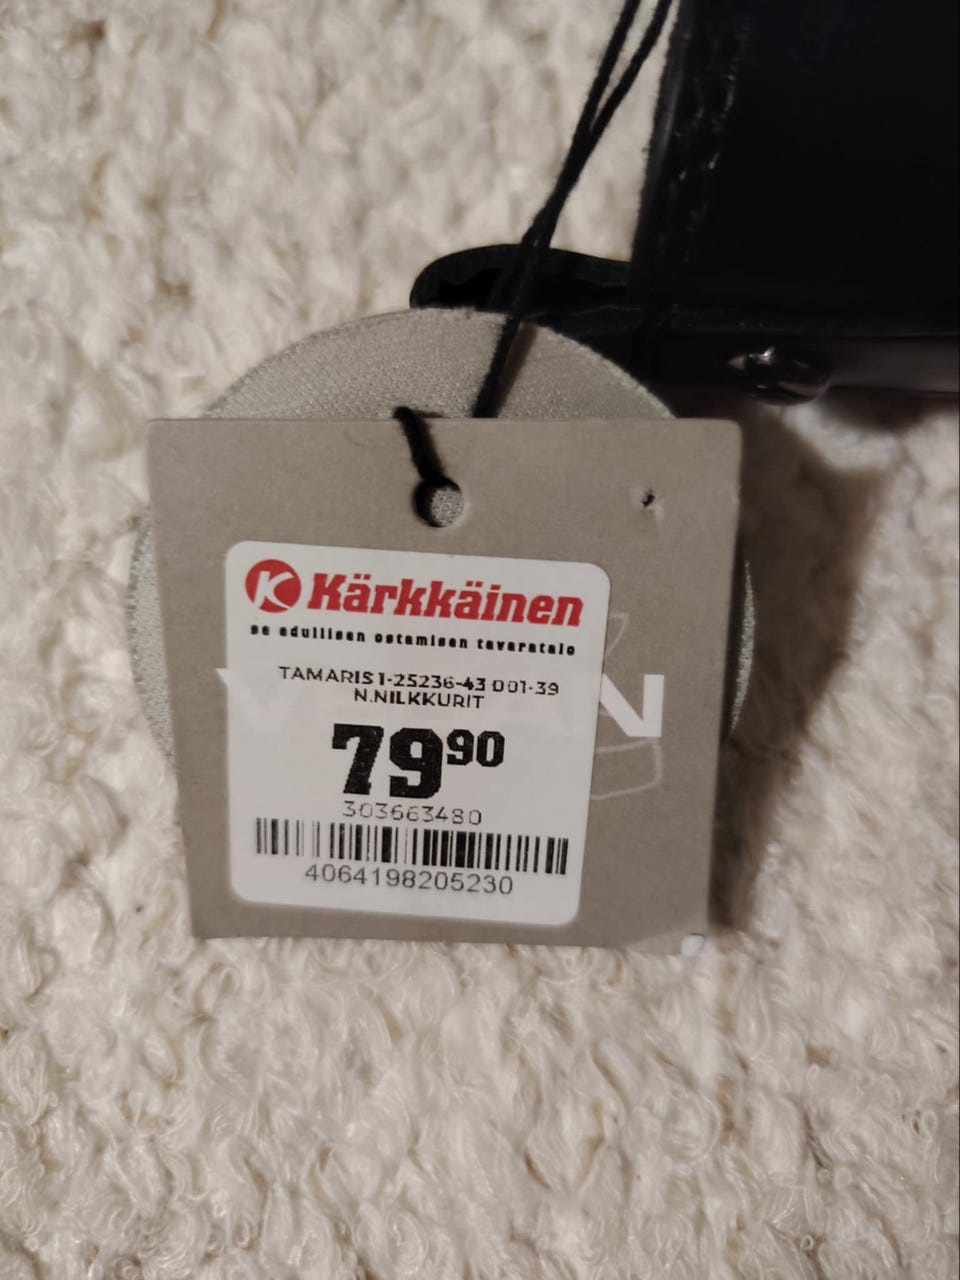 Kärkkäinen
se edullisen ostamisen tavaratalo
TAMARIS 1-25236-43 001-39
N.NILKKURIT
79 90
303663480
4064198205230